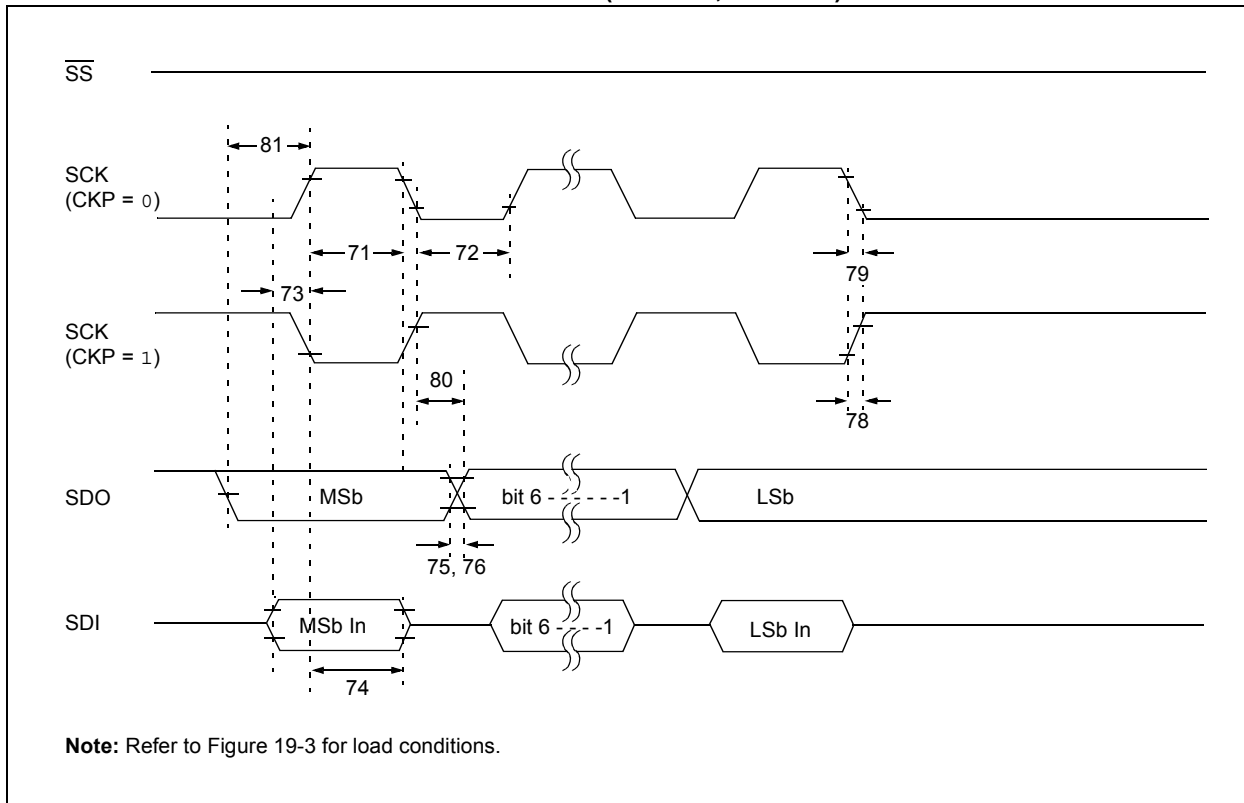 SS
81
SCK
(CKP = 0)
71
72
79
73
SCK
(CKP = 1)
80
78
SDO
MSb
bit 6 - - - - - -1
LSb
75, 76
SDI
MSb In
bit 6 - - - -1
LSb In
74
Note: Refer to Figure 19-3 for load conditions.